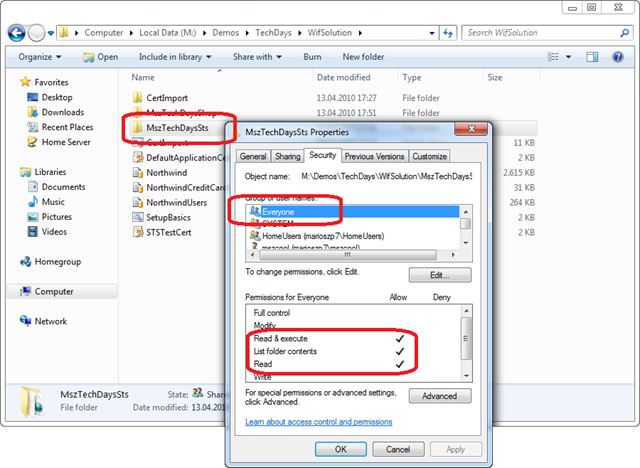 Computer ▸ Local Data (M:) ▸ Demos ▸ TechDays ▸ WifSolution ▸
Search WifSolution
Organize Open Include in library Share with Burn New folder
Favorites
Desktop
Downloads
Recent Places
Home Server
Libraries
Documents
Music
Pictures
Videos
Homegroup
Computer
Network
Name Date modified Type Size
CertImport 13.04.2010 17:27 File folder
MszTechDaysShop 13.04.2010 17:51 File folder
MszTechDaysSts
CertImport 11 KB
DefaultApplicationCe 2 KB
Northwind 2.615 KB
NorthwindCreditCard 31 KB
NorthwindUsers 264 KB
SetupBasics 2 KB
STSTestCert 2 KB
MszTechDaysSts Properties
General Sharing Security Previous Versions Customize
Object name: M:\Demos\TechDays\WifSolution\MszTechDaysS
Group or user names:
Everyone
SYSTEM
HomeUsers (marioszp7\HomeUsers)
mszcool (marioszp7\mszcool)
To change permissions, click Edit.
Edit...
Permissions for Everyone Allow Deny
Full control
Modify
Read & execute ✓
List folder contents ✓
Read ✓
Write
For special permissions or advanced settings,
click Advanced.
Advanced
Learn about access control and permissions
OK Cancel Apply
MszTechDaysSts State: Shared
File folder Date modified: 13.04.2010